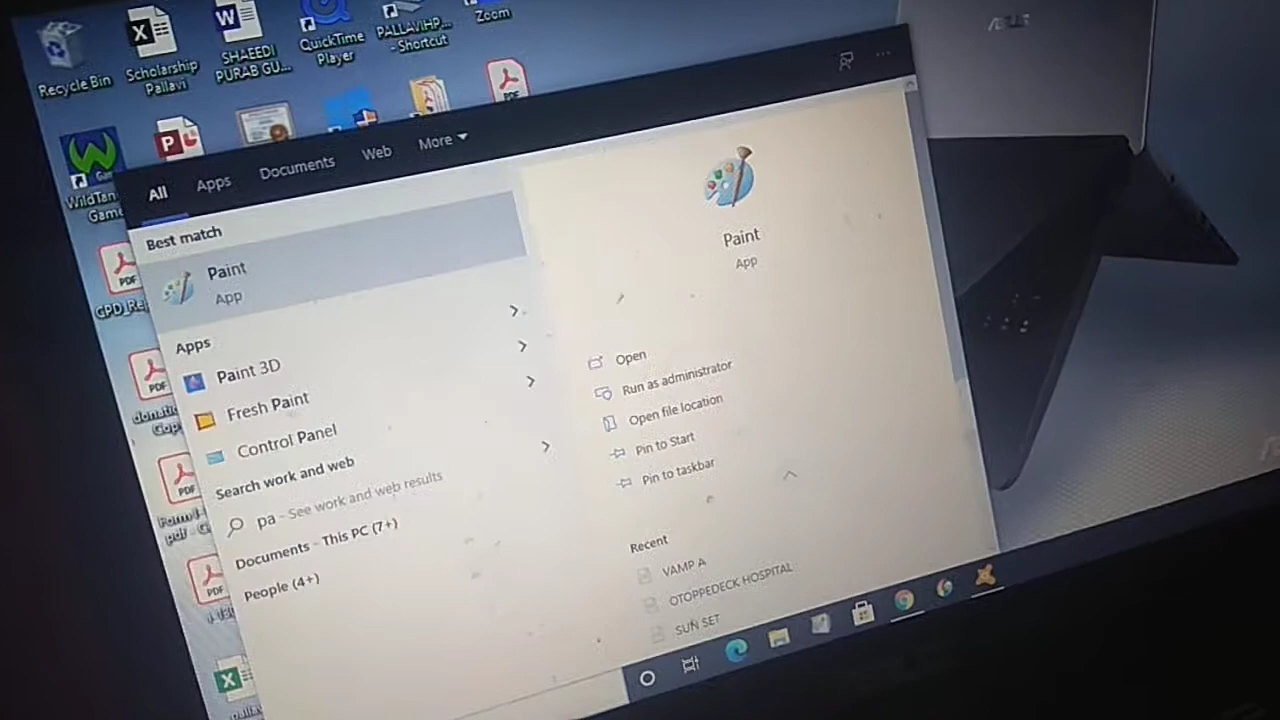 Recycle Bin
Scholarship
Pallavi
SHAEEDI
PURAB GU...
QuickTime
Player
PALLAVIHP...
- Shortcut
Zoom
ASUS
All
Apps
Documents
Web
More
Best match
Paint
App
Apps
Paint 3D
Fresh Paint
Control Panel
Search work and web
pa - See work and web results
Documents - This PC (7+)
People (4+)
Paint
App
Open
Run as administrator
Open file location
Pin to Start
Pin to taskbar
Recent
VAMP A
OTOPPEDECK HOSPITAL
SUN SET
PDF
PDF
PDF